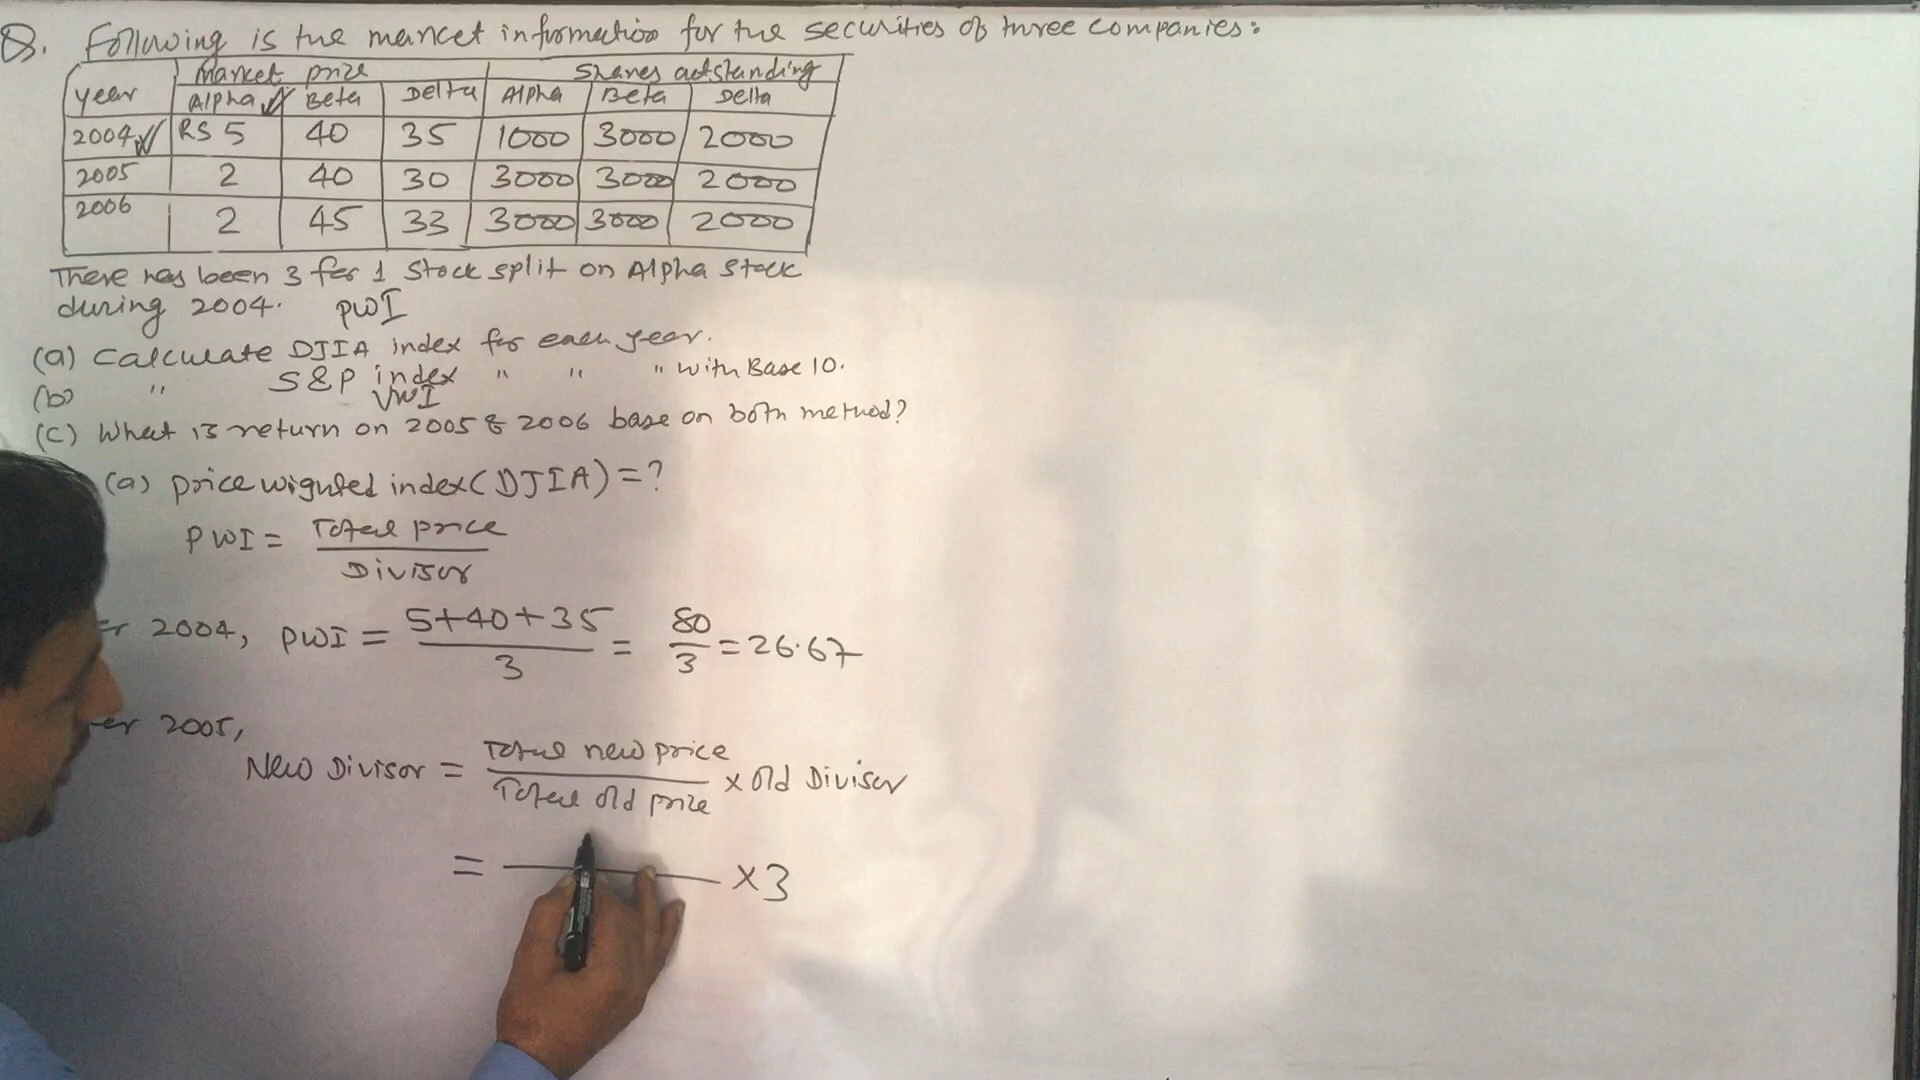 Q. Following is the market information for the securities of three companies:
year Market prize Shares outstanding
Alpha Beta Delta Alpha Beta Delta
2004 RS 5 40 35 1000 3000 2000
2005 2 40 30 3000 3000 2000
2006 2 45 33 3000 3000 2000
There has been 3 for 1 stock split on Alpha stock
during 2004. PWI
(a) Calculate DJIA index for each year.
(b) " S&P index " " " with Base 10.
VWI
(c) What is return on 2005 & 2006 base on both method?
(a) price wighted index (DJIA) = ?
PWI = Total price / Divisor
2004, PWI = 5+40+35 / 3 = 80 / 3 = 26.67
2005,
New Divisor = Total new price / Total old price × old Divisor
= × 3